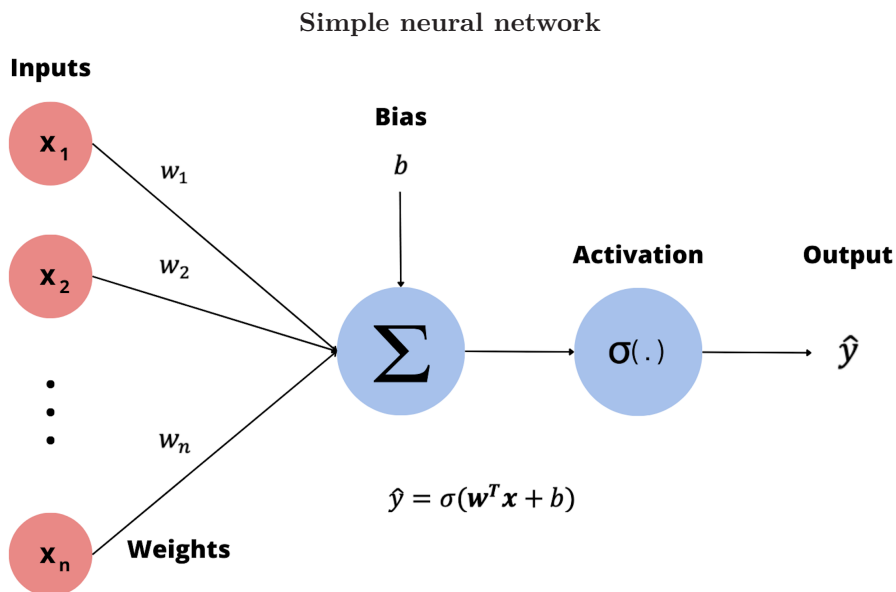 Simple neural network
Inputs
x₁
w₁
Bias
b
x₂
w₂
Activation
Output
∑
σ(.)
ŷ
wₙ
ŷ = σ(wᵀx + b)
xₙ
Weights